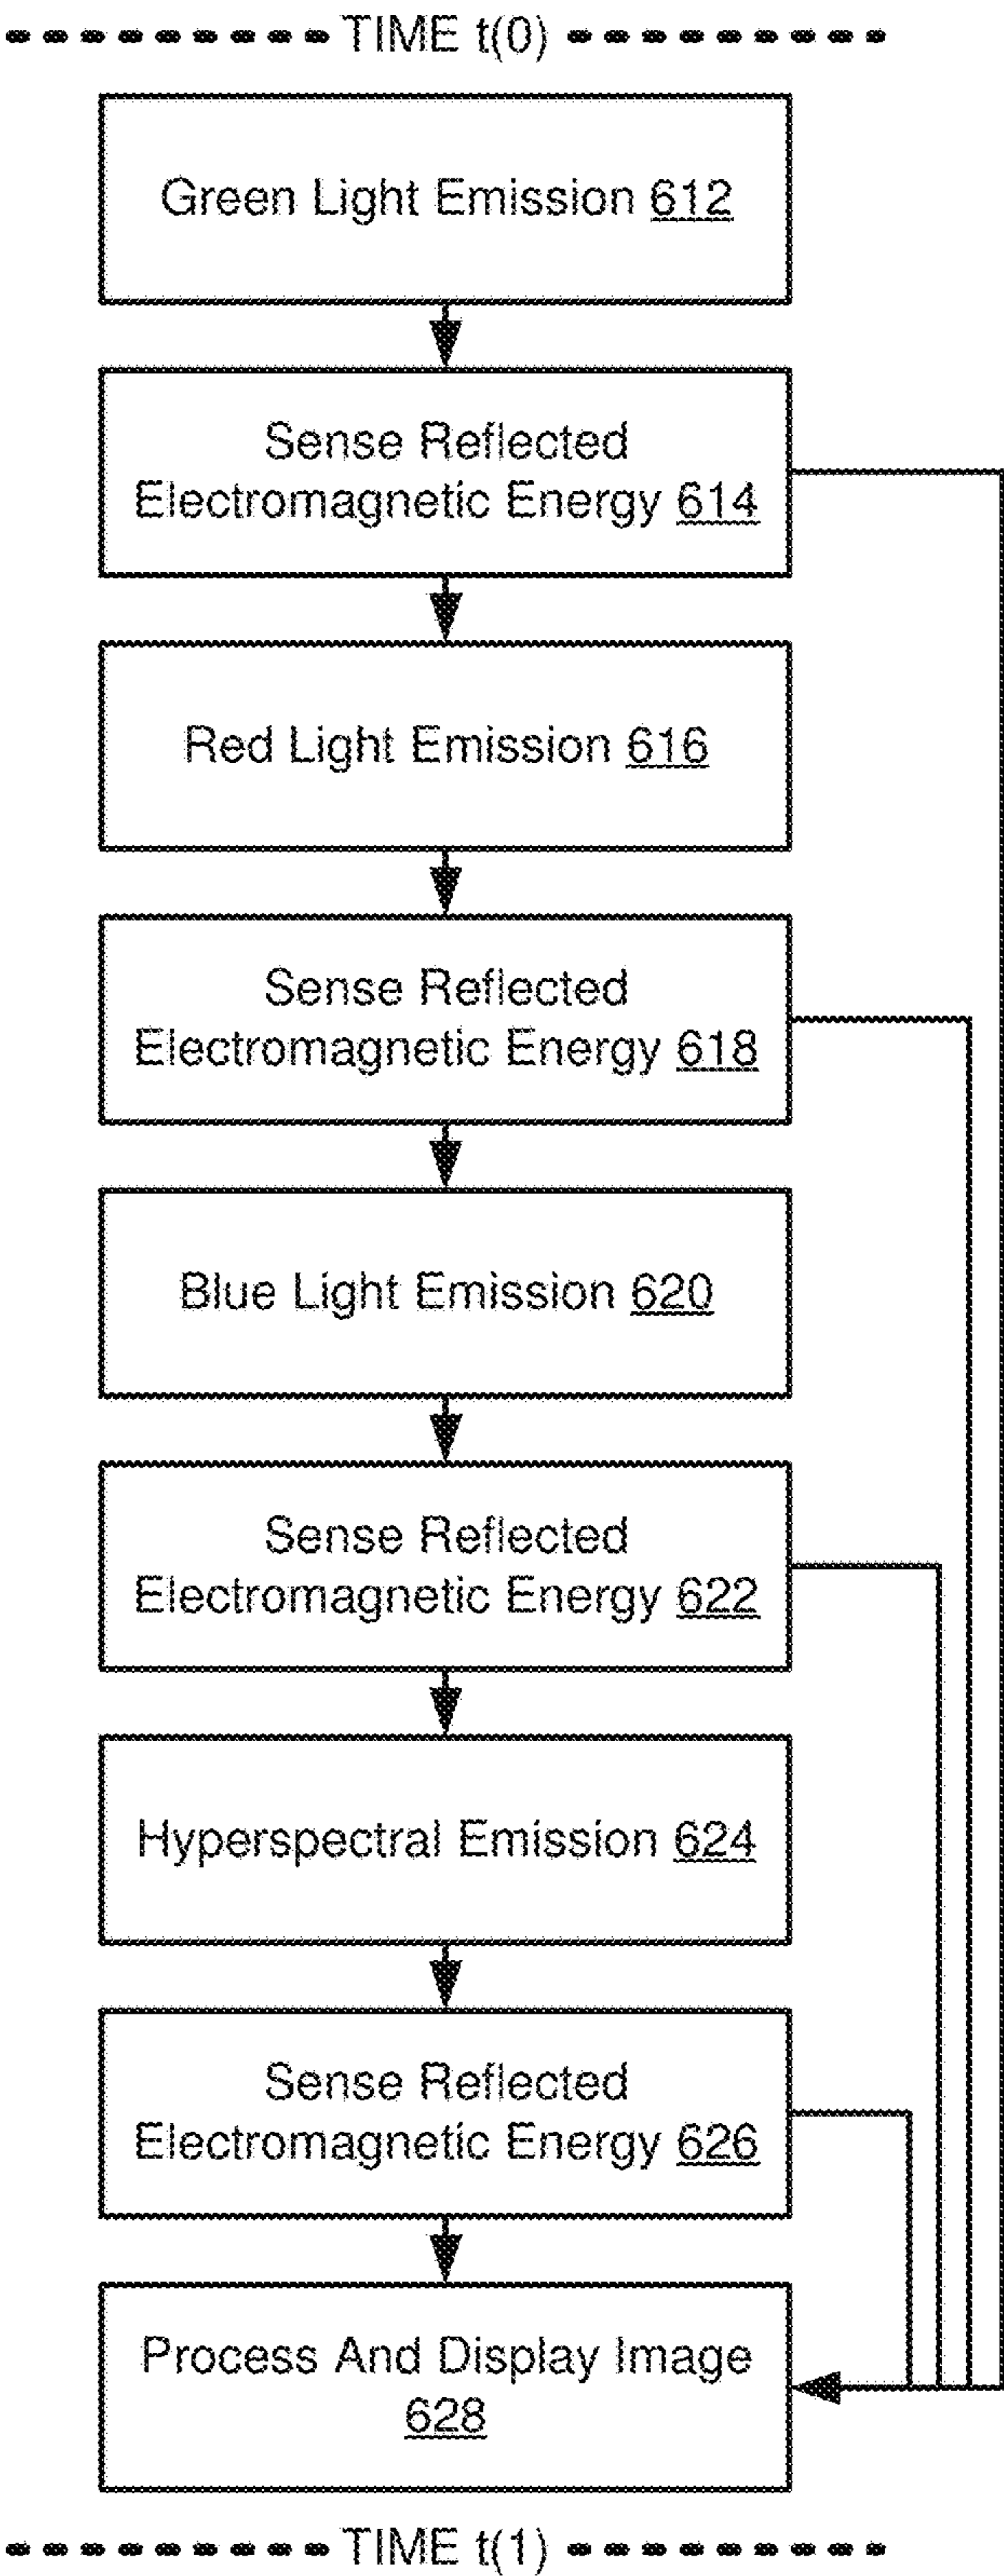 TIME t(0)
Green Light Emission 612
Sense Reflected
Electromagnetic Energy 614
Red Light Emission 616
Sense Reflected
Electromagnetic Energy 618
Blue Light Emission 620
Sense Reflected
Electromagnetic Energy 622
Hyperspectral Emission 624
Sense Reflected
Electromagnetic Energy 626
Process And Display Image
628
TIME t(1)